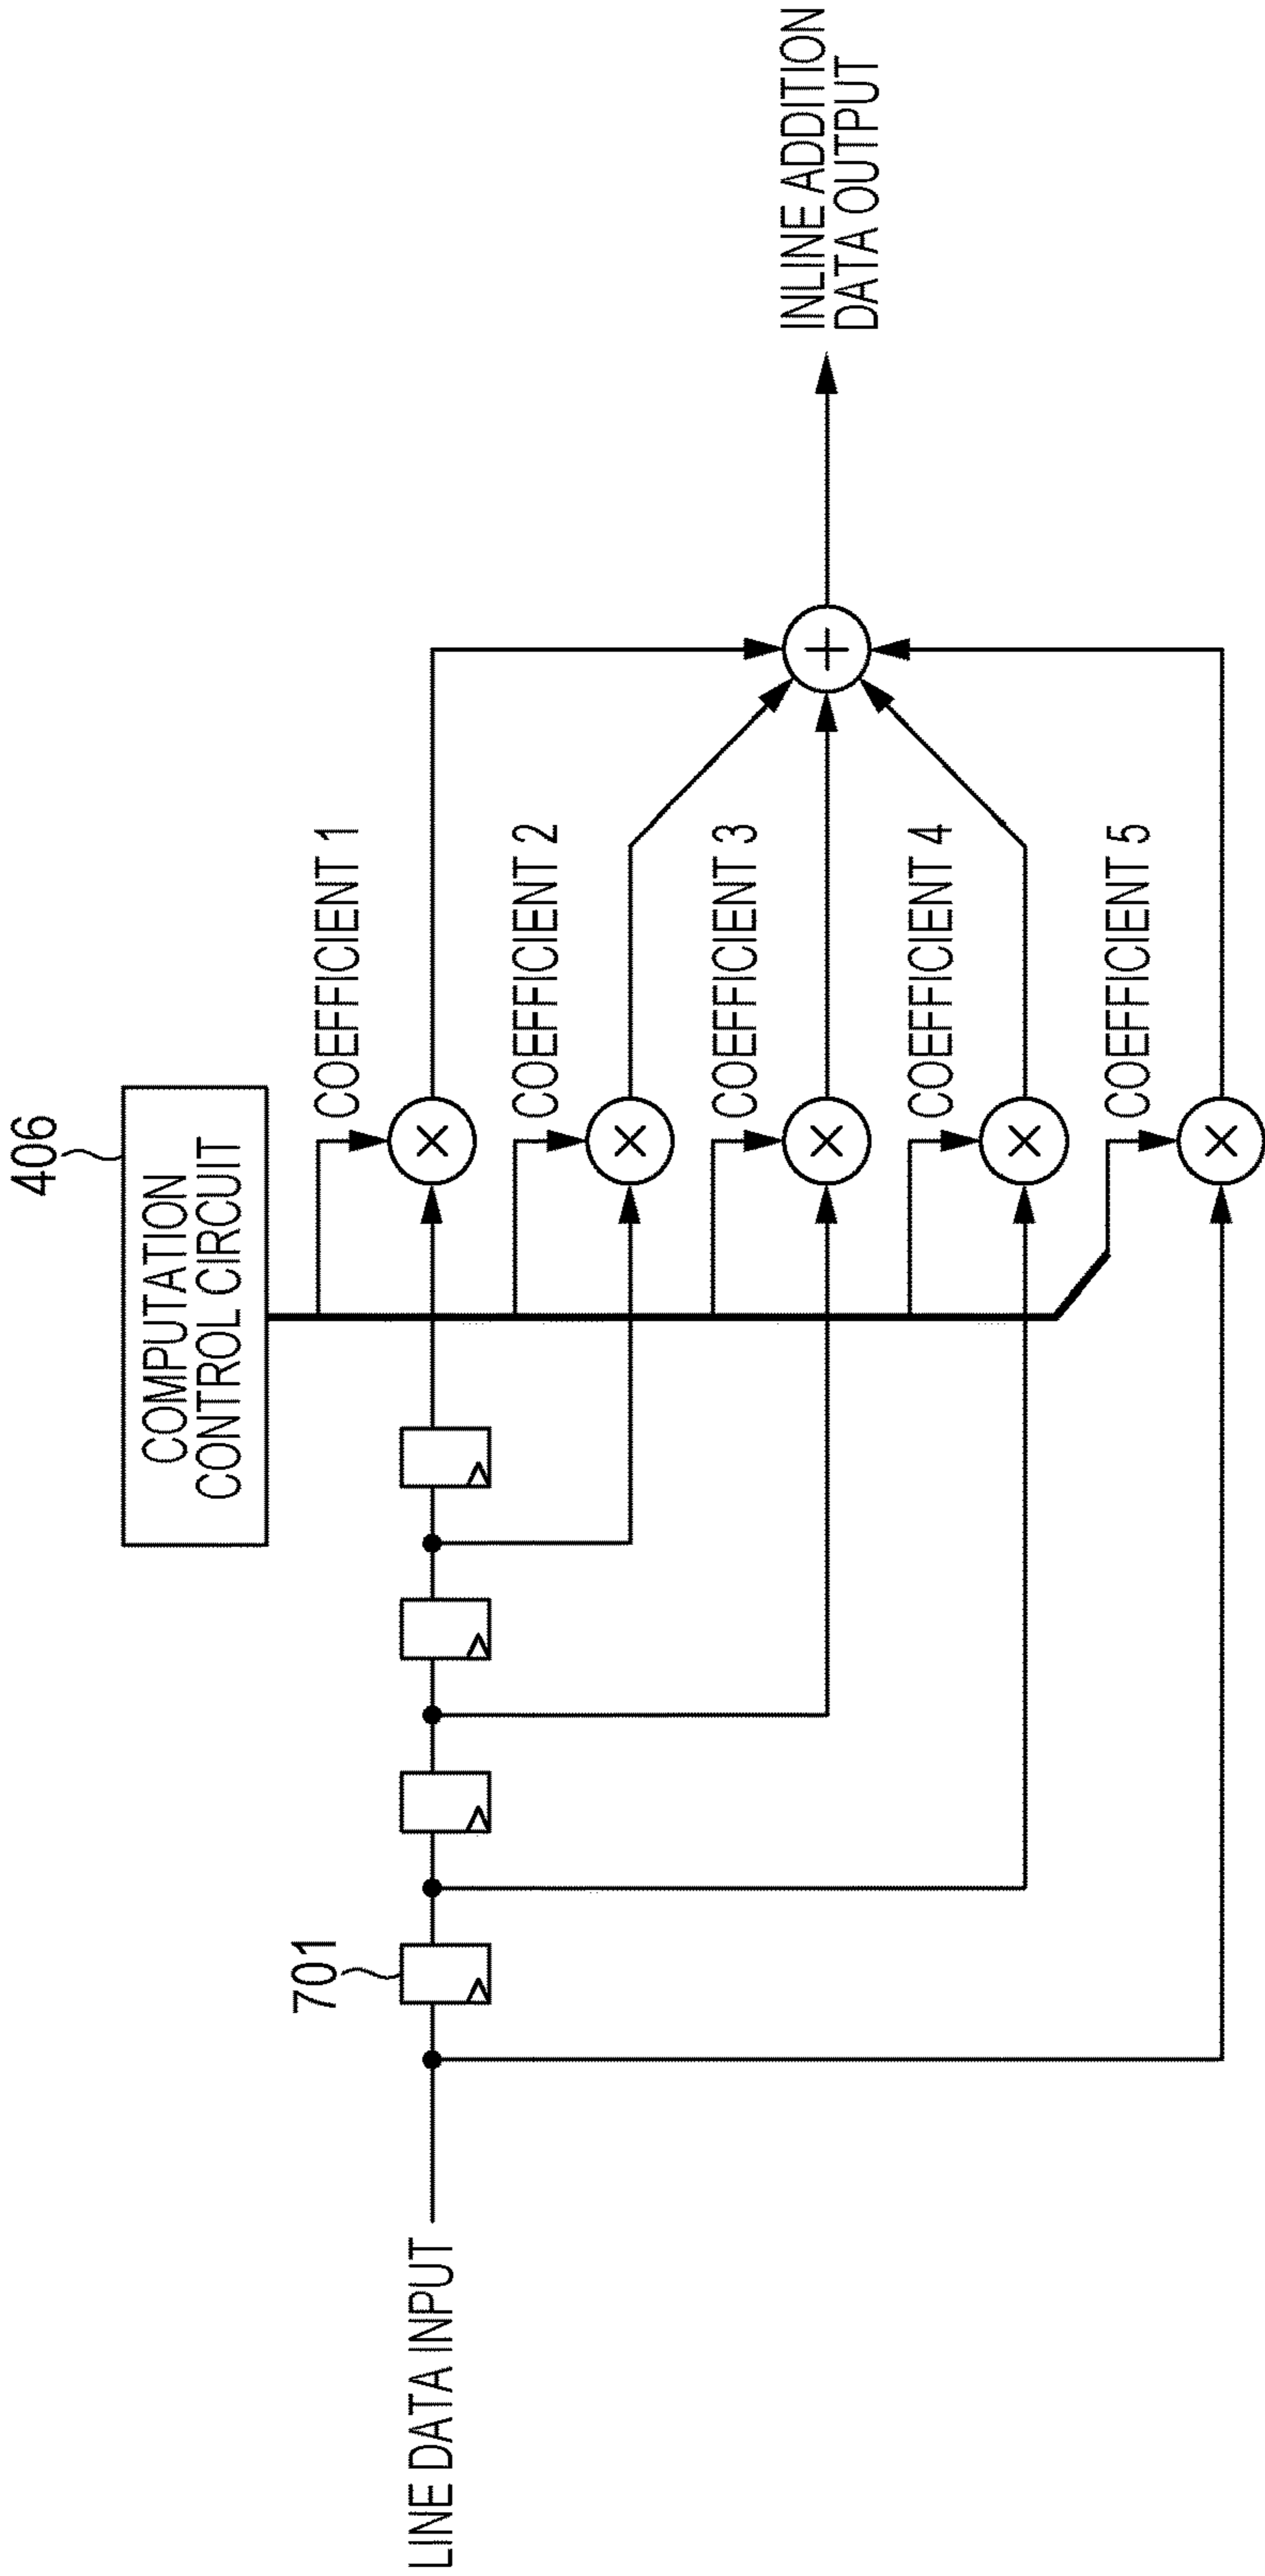 406
COMPUTATION
CONTROL CIRCUIT
701
LINE DATA INPUT
COEFFICIENT 1
COEFFICIENT 2
COEFFICIENT 3
COEFFICIENT 4
COEFFICIENT 5
INLINE ADDITION
DATA OUTPUT